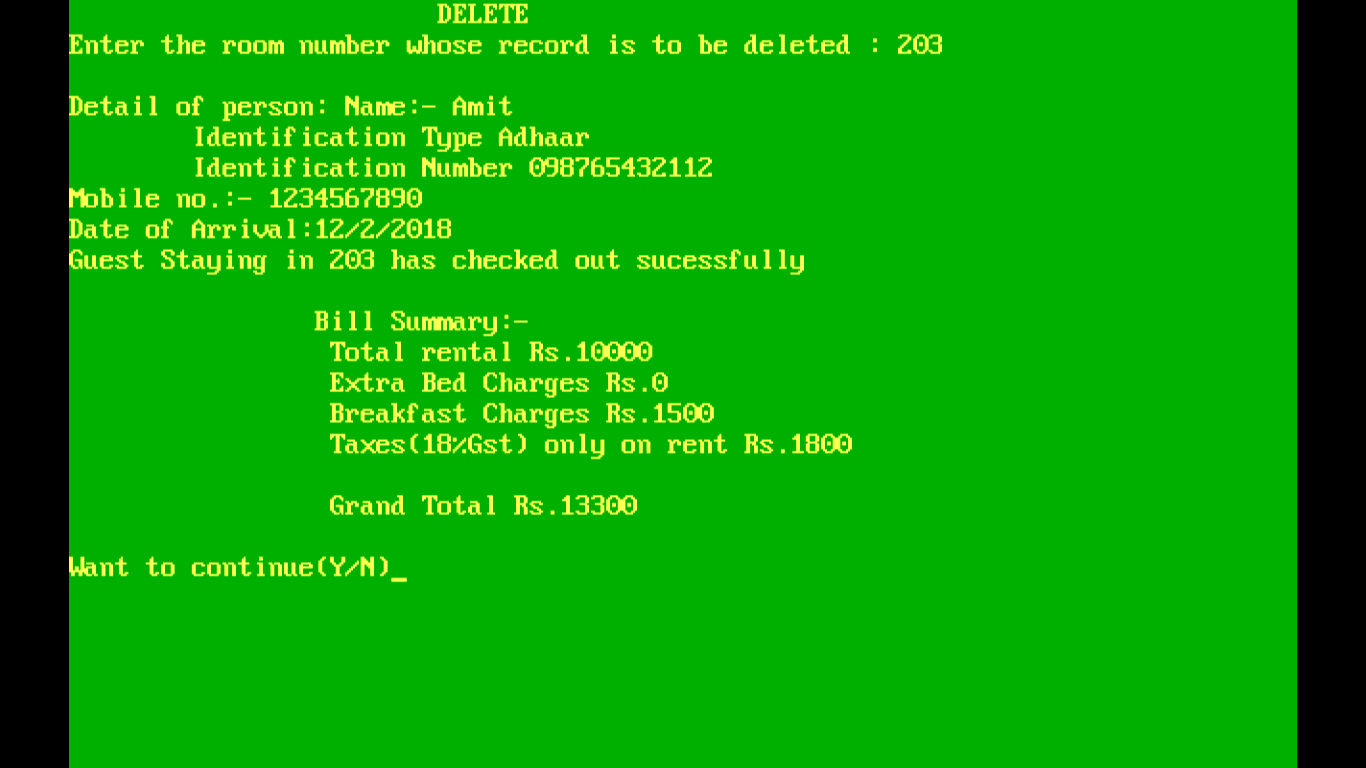 DELETE
Enter the room number whose record is to be deleted : 203
Detail of person: Name:- Amit
Identification Type Adhaar
Identification Number 098765432112
Mobile no.:- 1234567890
Date of Arrival:12/2/2018
Guest Staying in 203 has checked out sucessfully
Bill Summary:-
Total rental Rs.10000
Extra Bed Charges Rs.0
Breakfast Charges Rs.1500
Taxes(18%Gst) only on rent Rs.1800
Grand Total Rs.13300
Want to continue(Y/N)_